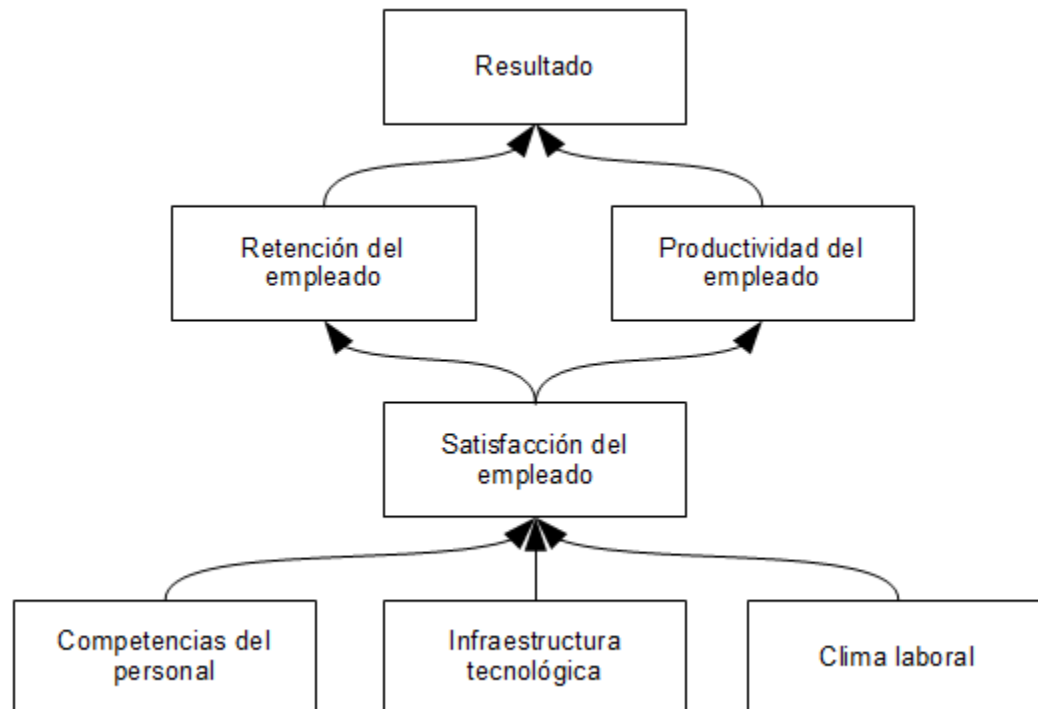 Resultado
Retención del
empleado
Productividad del
empleado
Satisfacción del
empleado
Competencias del
personal
Infraestructura
tecnológica
Clima laboral